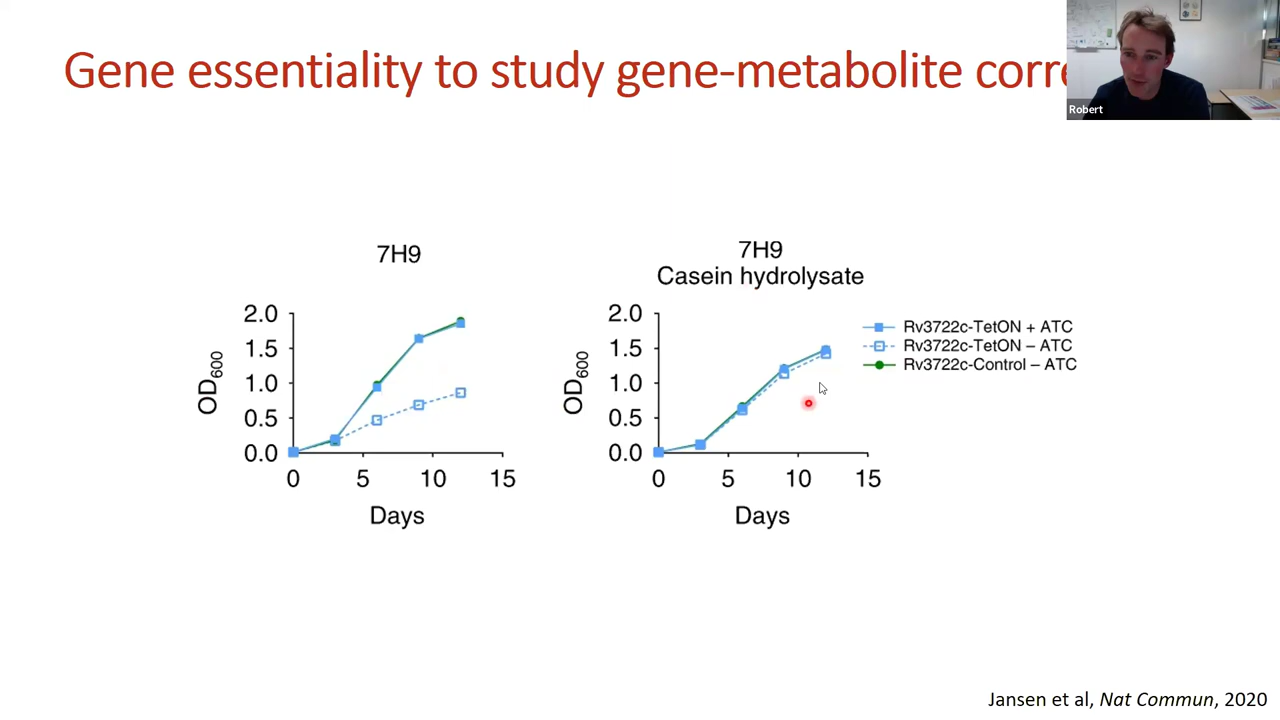 Gene essentiality to study gene-metabolite corre
Robert
7H9
2.0
1.5
1.0
0.5
0.0
OD600
0 5 10 15
Days
7H9
Casein hydrolysate
2.0
1.5
1.0
0.5
0.0
OD600
0 5 10 15
Days
Rv3722c-TetON + ATC
Rv3722c-TetON – ATC
Rv3722c-Control – ATC
Jansen et al, Nat Commun, 2020